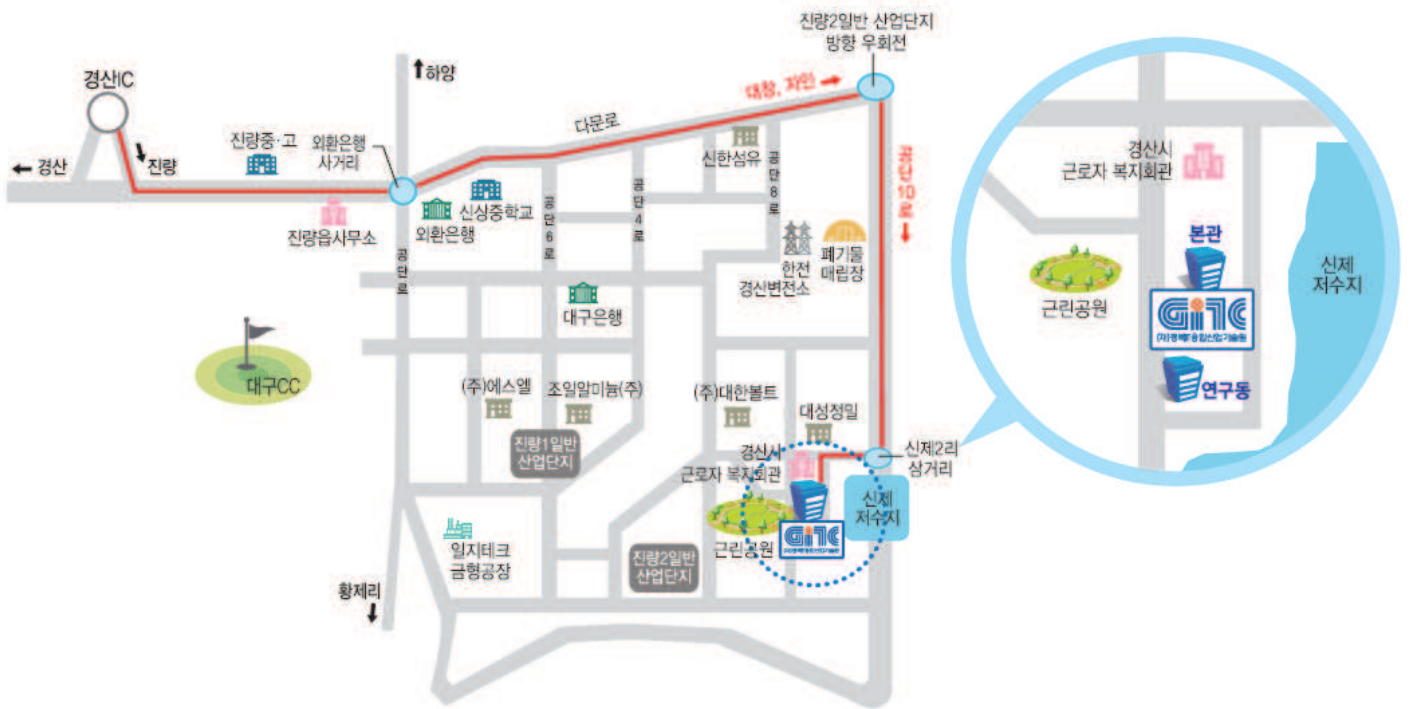 진량2일반 산업단지
방향 우회전
경산IC
하양
대창, 자인
진량중·고
외환은행
사거리
다문로
신한섬유
경산
진량
공단10로
공단8로
공단4로
공단6로
공단로
진량읍사무소
외환은행
신상중학교
한전
경산변전소
폐기물
매립장
대구은행
대구CC
(주)에스엘
조일알미늄(주)
(주)대한볼트
대성정밀
진량1일반
산업단지
경산시
근로자 복지회관
신제2리
삼거리
신제
저수지
근린공원
GITC
일지테크
금형공장
진량2일반
산업단지
황제리
경산시
근로자 복지회관
본관
신제
저수지
근린공원
GITC
연구동